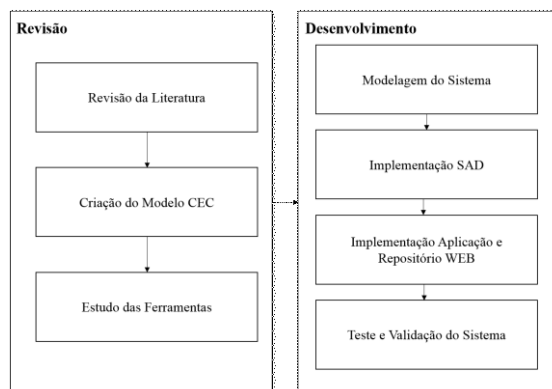 Revisão
Revisão da Literatura
Criação do Modelo CEC
Estudo das Ferramentas
Desenvolvimento
Modelagem do Sistema
Implementação SAD
Implementação Aplicação e
Repositório WEB
Teste e Validação do Sistema